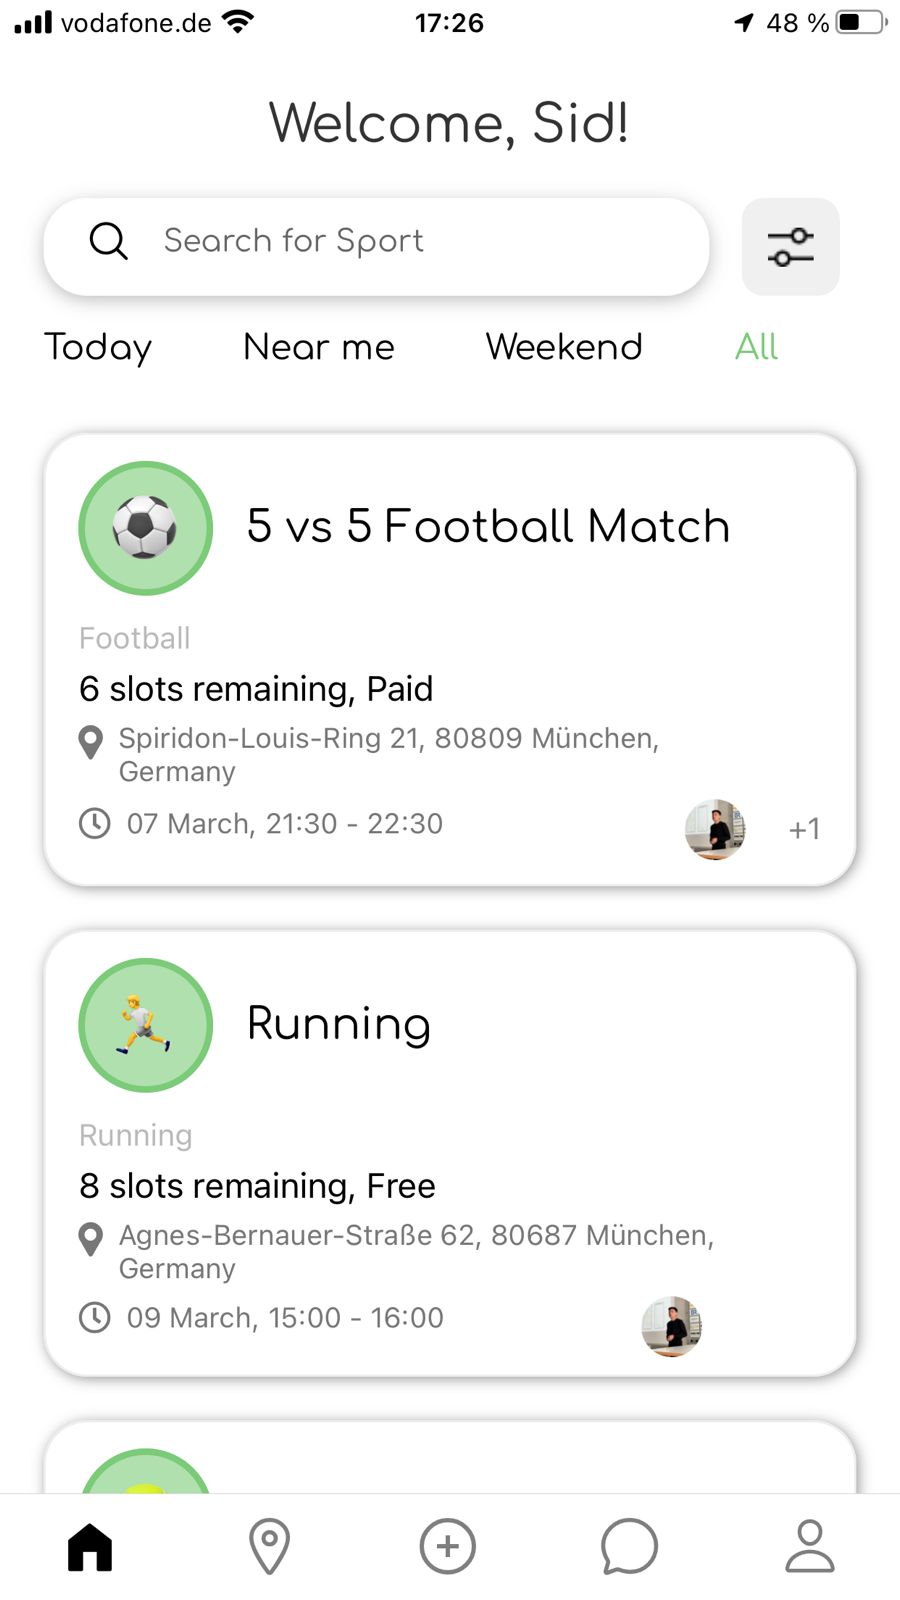 vodafone.de 17:26 48 %
Welcome, Sid!
Search for Sport
Today Near me Weekend All
5 vs 5 Football Match
Football
6 slots remaining, Paid
Spiridon-Louis-Ring 21, 80809 München,
Germany
07 March, 21:30 - 22:30 +1
Running
Running
8 slots remaining, Free
Agnes-Bernauer-Straße 62, 80687 München,
Germany
09 March, 15:00 - 16:00